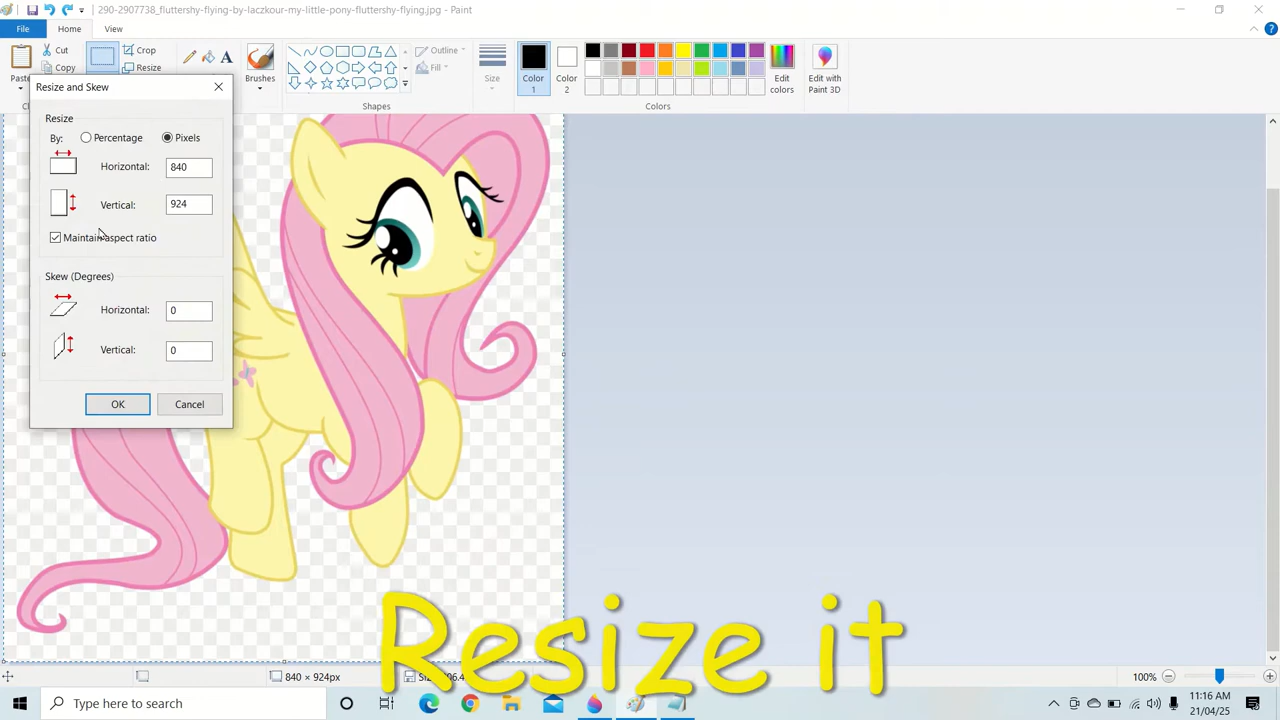 290-2907738_fluttershy-flying-by-laczkour-my-little-pony-fluttershy-flying.jpg - Paint
File Home View
Cut
Copy
Paste
Crop
Resize
Brushes
Shapes
Outline
Fill
Size
Color 1
Color 2
Edit colors
Edit with Paint 3D
Colors
Resize and Skew
Resize
By: Percentage Pixels
Horizontal: 840
Vertical: 924
Maintain aspect ratio
Skew (Degrees)
Horizontal: 0
Vertical: 0
OK Cancel
Resize it
840 × 924px
100%
Type here to search
11:16 AM
21/04/25